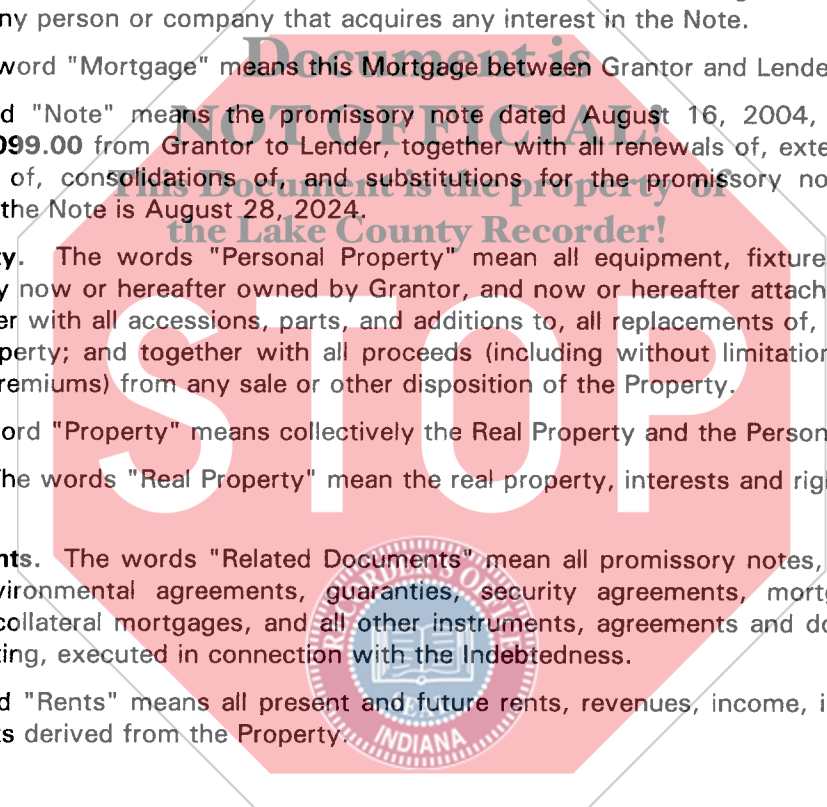 ny person or company that acquires any interest in the Note.
Document is
word "Mortgage" means this Mortgage between Grantor and Lende
d "Note" means the promissory note dated August 16, 2004,
NOT OFFICIAL!
099.00 from Grantor to Lender, together with all renewals of, exte
of, consolidations of, and substitutions for the promissory no
This Document is the property of
the Note is August 28, 2024.
the Lake County Recorder!
ty. The words "Personal Property" mean all equipment, fixture
y now or hereafter owned by Grantor, and now or hereafter attach
er with all accessions, parts, and additions to, all replacements of,
perty; and together with all proceeds (including without limitation
remiums) from any sale or other disposition of the Property.
STOP
ord "Property" means collectively the Real Property and the Person
he words "Real Property" mean the real property, interests and righ
nts. The words "Related Documents" mean all promissory notes,
vironmental agreements, guaranties, security agreements, mortg
collateral mortgages, and all other instruments, agreements and do
ting, executed in connection with the Indebtedness.
RECORDER'S OFFICE
SEAL
d "Rents" means all present and future rents, revenues, income, i
ts derived from the Property.
INDIANA